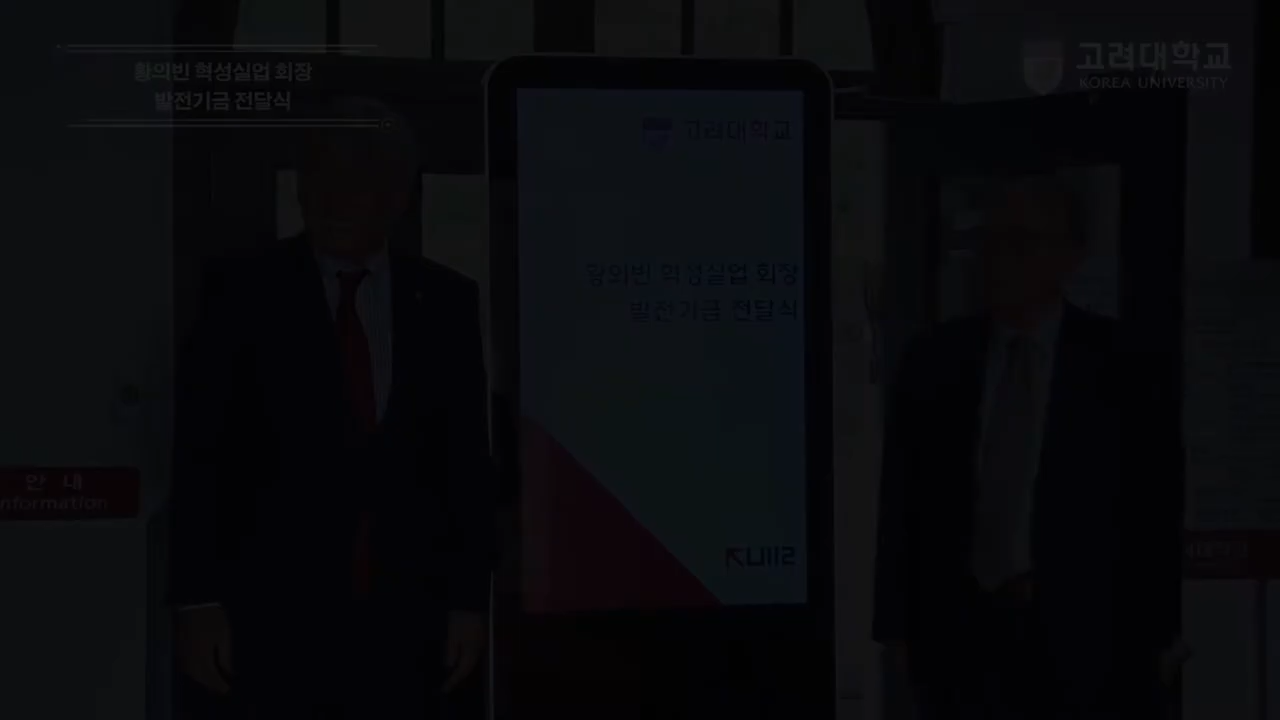 황의빈 혁성실업 회장
발전기금 전달식
고려대학교
KOREA UNIVERSITY
고려대학교
황의빈 혁성실업 회장
발전기금 전달식
KU112
안 내
nformation